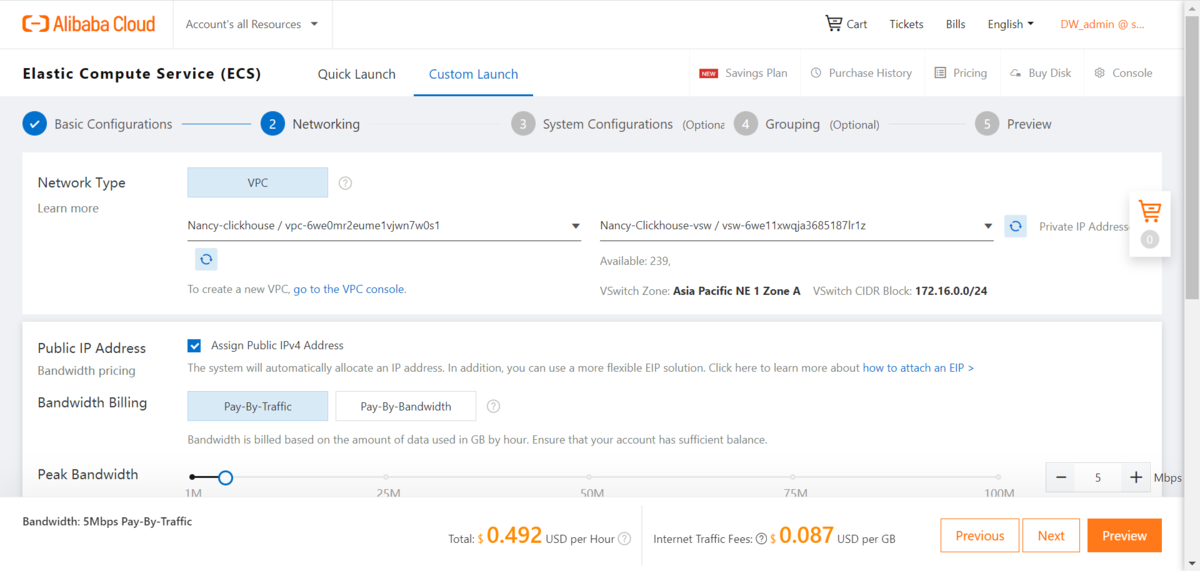 Alibaba Cloud Account's all Resources Cart Tickets Bills English DW_admin @ s...
Elastic Compute Service (ECS) Quick Launch Custom Launch NEW Savings Plan Purchase History Pricing Buy Disk Console
Basic Configurations 2 Networking 3 System Configurations (Optiona 4 Grouping (Optional) 5 Preview
Network Type VPC ?
Learn more
Nancy-clickhouse / vpc-6we0mr2eume1vjwn7w0s1 Nancy-Clickhouse-vsw / vsw-6we11xwqja3685187lr1z Private IP Address
0
Available: 239,
To create a new VPC, go to the VPC console.
VSwitch Zone: Asia Pacific NE 1 Zone A VSwitch CIDR Block: 172.16.0.0/24
Public IP Address Assign Public IPv4 Address
Bandwidth pricing The system will automatically allocate an IP address. In addition, you can use a more flexible EIP solution. Click here to learn more about how to attach an EIP >
Bandwidth Billing Pay-By-Traffic Pay-By-Bandwidth ?
Bandwidth is billed based on the amount of data used in GB by hour. Ensure that your account has sufficient balance.
Peak Bandwidth − 5 + Mbps
1M 25M 50M 75M 100M
Bandwidth: 5Mbps Pay-By-Traffic
Total: $ 0.492 USD per Hour ? Internet Traffic Fees: ? $ 0.087 USD per GB Previous Next Preview